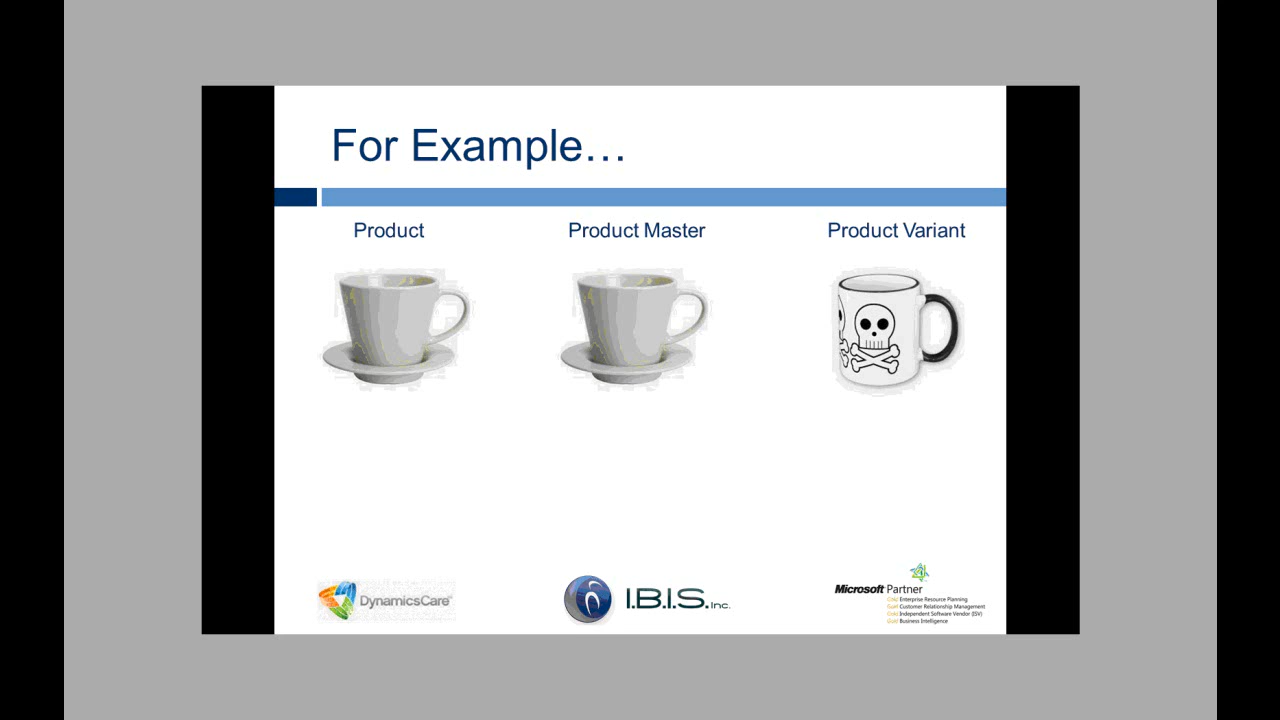 For Example…
Product
Product Master
Product Variant
DynamicsCare
I.B.I.S. Inc.
Microsoft Partner
Gold Enterprise Resource Planning
Gold Customer Relationship Management
Gold Independent Software Vendor (ISV)
Gold Business Intelligence